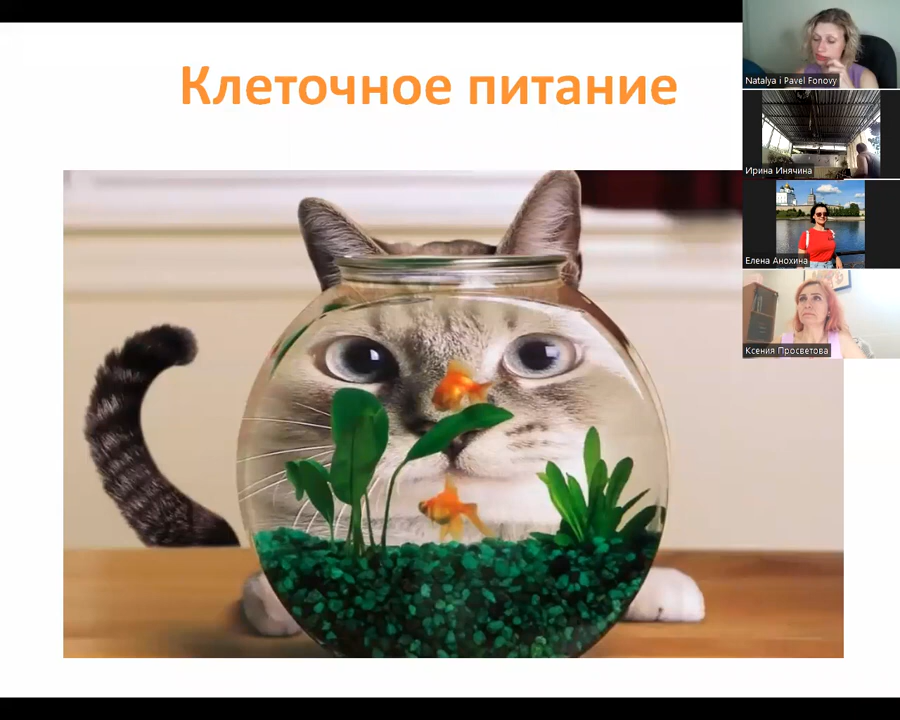 Клеточное питание
Natalya i Pavel Fonovy
Ирина Инячина
Елена Анохина
Ксения Просветова